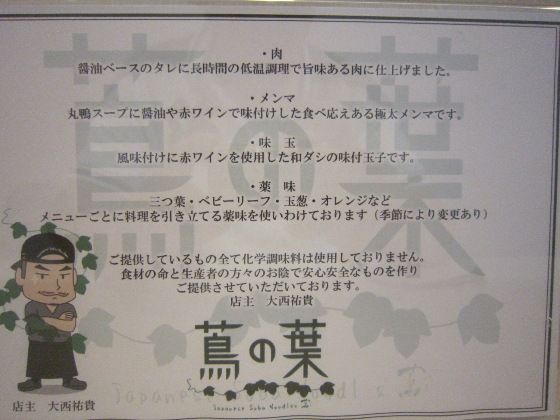 ・肉
醤油ベースのタレに長時間の低温調理で旨味ある肉に仕上げました。
・メンマ
丸鴨スープに醤油や赤ワインで味付けした食べ応えある極太メンマです。
・味 玉
風味付けに赤ワインを使用した和ダシの味付玉子です。
・薬 味
三つ葉・ベビーリーフ・玉葱・オレンジなど
メニューごとに料理を引き立てる薬味を使いわけております(季節により変更あり)
ご提供しているもの全て化学調味料は使用しておりません。
食材の命と生産者の方々のお陰で安心安全なものを作り
ご提供させていただいております。
店主 大西祐貴
蔦の葉
Japanese Soba Noodles 蔦
店主 大西祐貴
蔦の葉
Japanese Soba Noodles 蔦